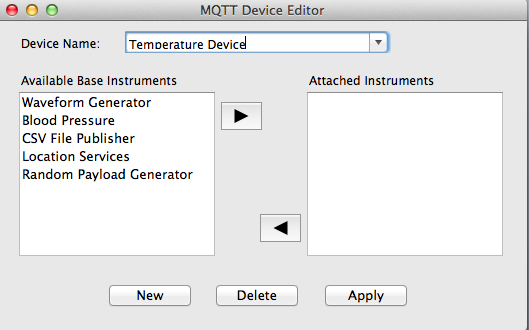 MQTT Device Editor
Device Name: Temperature Device
Available Base Instruments
Waveform Generator
Blood Pressure
CSV File Publisher
Location Services
Random Payload Generator
Attached Instruments
New Delete Apply